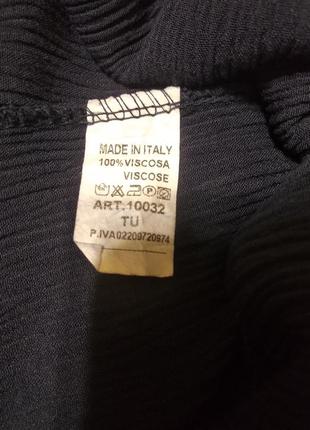 MADE IN ITALY
100%VISCOSA
VISCOSE
ART.10032
TU
P.IVA02209720974